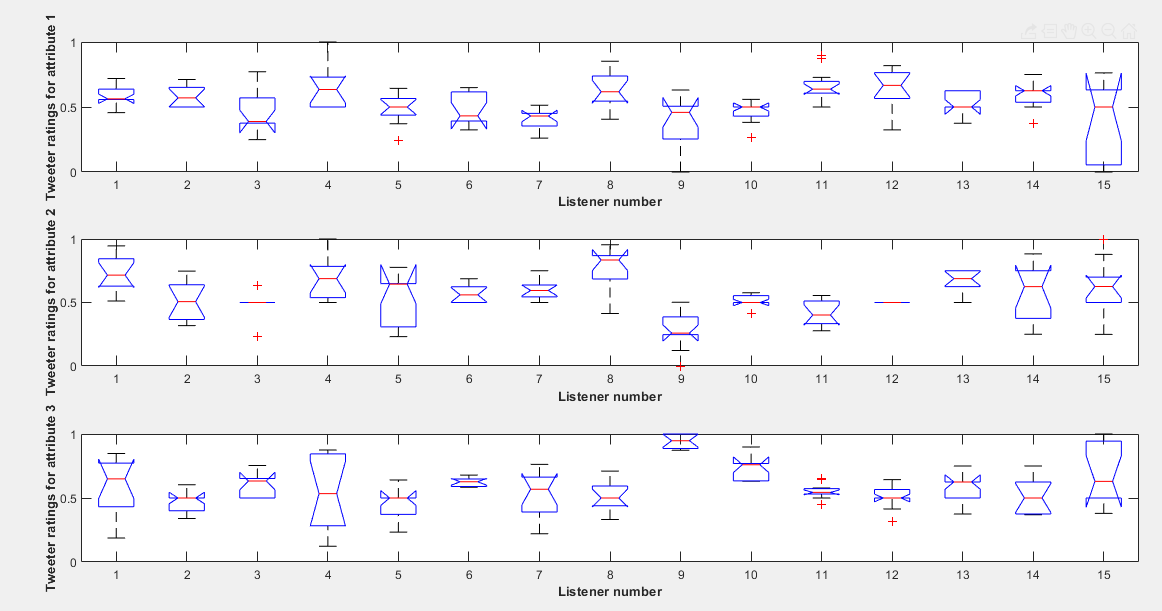 Tweeter ratings for attribute 1
1
0.5
0
1 2 3 4 5 6 7 8 9 10 11 12 13 14 15
Listener number
Tweeter ratings for attribute 2
1
0.5
0
1 2 3 4 5 6 7 8 9 10 11 12 13 14 15
Listener number
Tweeter ratings for attribute 3
1
0.5
0
1 2 3 4 5 6 7 8 9 10 11 12 13 14 15
Listener number